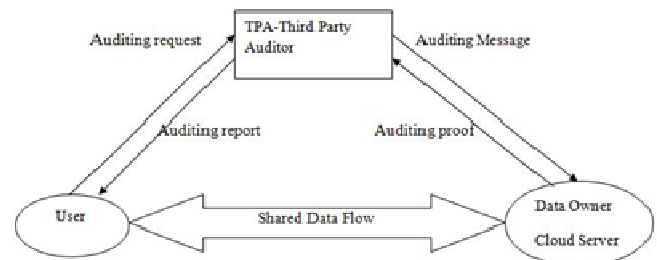 TPA-Third Party
Auditor
Auditing request
Auditing Message
Auditing report
Auditing proof
User
Shared Data Flow
Data Owner
Cloud Server